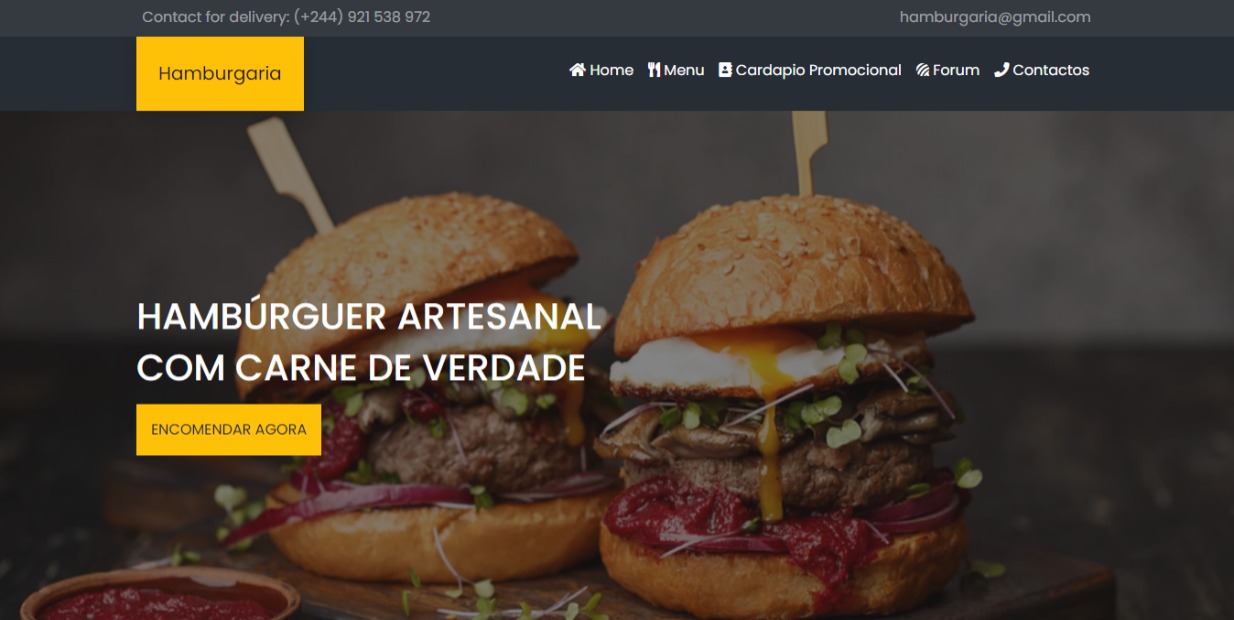 Contact for delivery: (+244) 921 538 972
hamburgaria@gmail.com
Hamburgaria
Home Menu Cardapio Promocional Forum Contactos
HAMBÚRGUER ARTESANAL
COM CARNE DE VERDADE
ENCOMENDAR AGORA